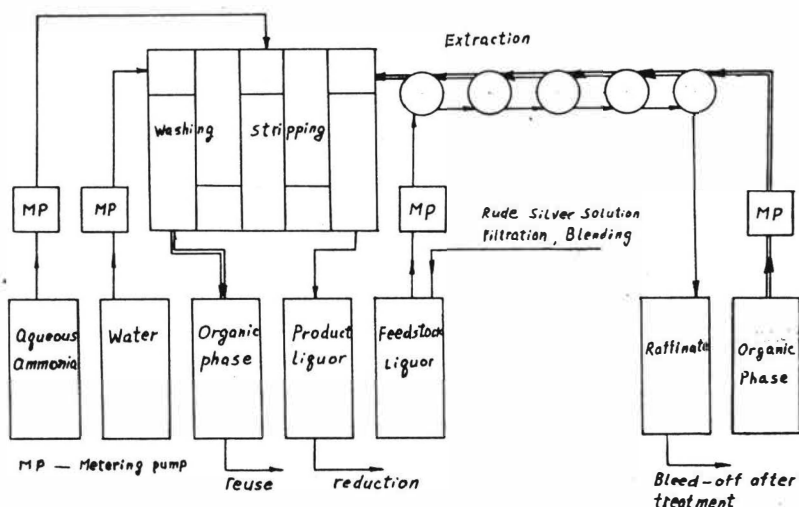 Extraction
Washing
Stripping
MP
MP
MP
MP
Rude Silver Solution
Filtration, Blending
Aqueous
Ammonia
Water
Organic
phase
Product
liquor
Feedstock
Liquor
Raffinate
Organic
Phase
MP — Metering pump
reuse
reduction
Bleed-off after
treatment